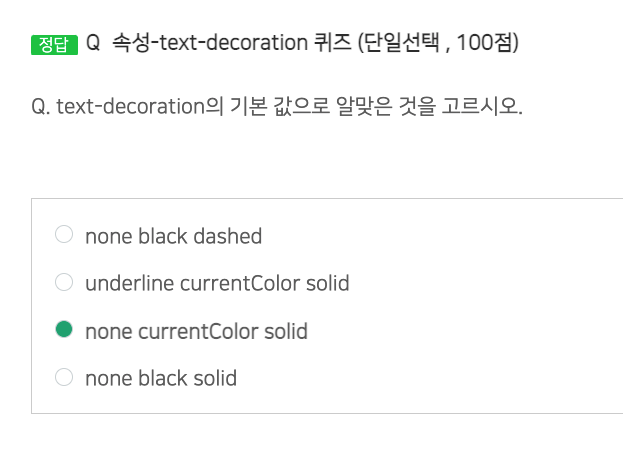 정답 Q 속성-text-decoration 퀴즈 (단일선택 , 100점)
Q. text-decoration의 기본 값으로 알맞은 것을 고르시오.
none black dashed
underline currentColor solid
none currentColor solid
none black solid